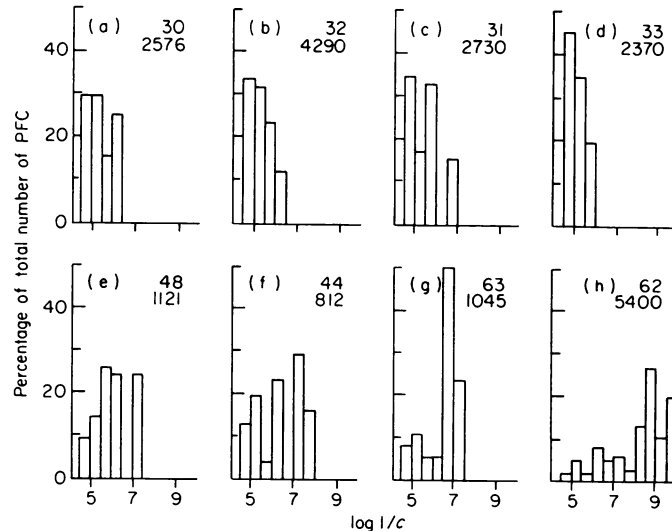 Percentage of total number of PFC
50
40
20
0
(a) 30
2576
(b) 32
4290
(c) 31
2730
(d) 33
2370
40
20
0
(e) 48
1121
(f) 44
812
(g) 63
1045
(h) 62
5400
5 7 9
5 7 9
5 7 9
5 7 9
log 1/c